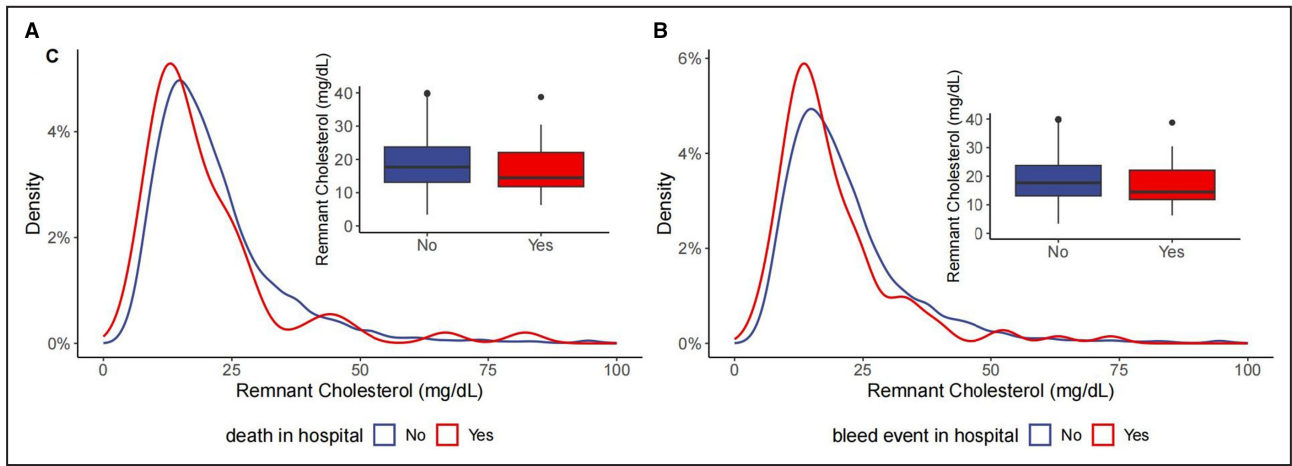 A
C
Density
4%
2%
0%
0 25 50 75 100
Remnant Cholesterol (mg/dL)
Remnant Cholesterol (mg/dL)
40
30
20
10
0
No Yes
death in hospital No Yes
B
Density
6%
4%
2%
0%
0 25 50 75 100
Remnant Cholesterol (mg/dL)
Remnant Cholesterol (mg/dL)
40
30
20
10
0
No Yes
bleed event in hospital No Yes